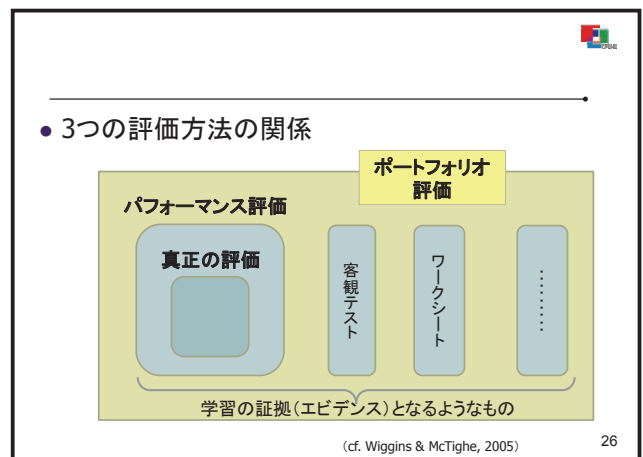 ● 3つの評価方法の関係
ポートフォリオ
評価
パフォーマンス評価
真正の評価
客観テスト
ワークシート
………
学習の証拠(エビデンス)となるようなもの
(cf. Wiggins & McTighe, 2005)
26